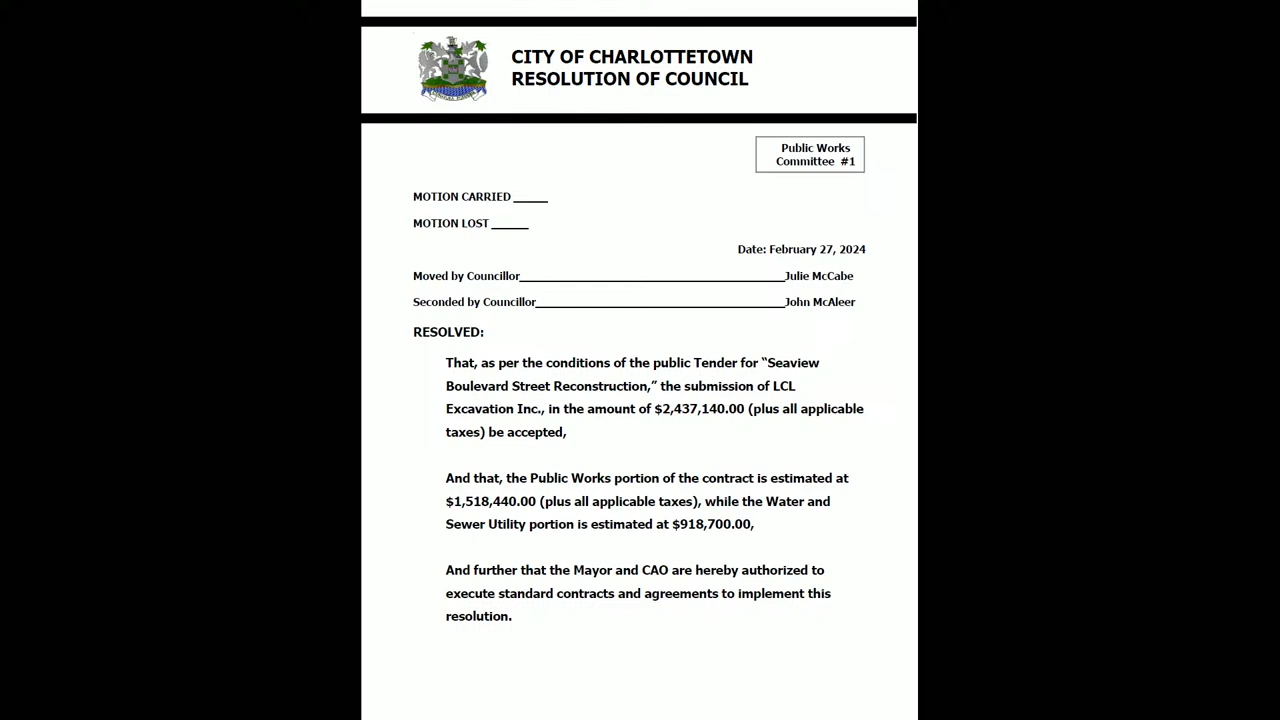 CITY OF CHARLOTTETOWN
RESOLUTION OF COUNCIL
Public Works
Committee #1
MOTION CARRIED _____
MOTION LOST _____
Date: February 27, 2024
Moved by Councillor______________________________________Julie McCabe
Seconded by Councillor____________________________________John McAleer
RESOLVED:
That, as per the conditions of the public Tender for “Seaview
Boulevard Street Reconstruction,” the submission of LCL
Excavation Inc., in the amount of $2,437,140.00 (plus all applicable
taxes) be accepted,
And that, the Public Works portion of the contract is estimated at
$1,518,440.00 (plus all applicable taxes), while the Water and
Sewer Utility portion is estimated at $918,700.00,
And further that the Mayor and CAO are hereby authorized to
execute standard contracts and agreements to implement this
resolution.